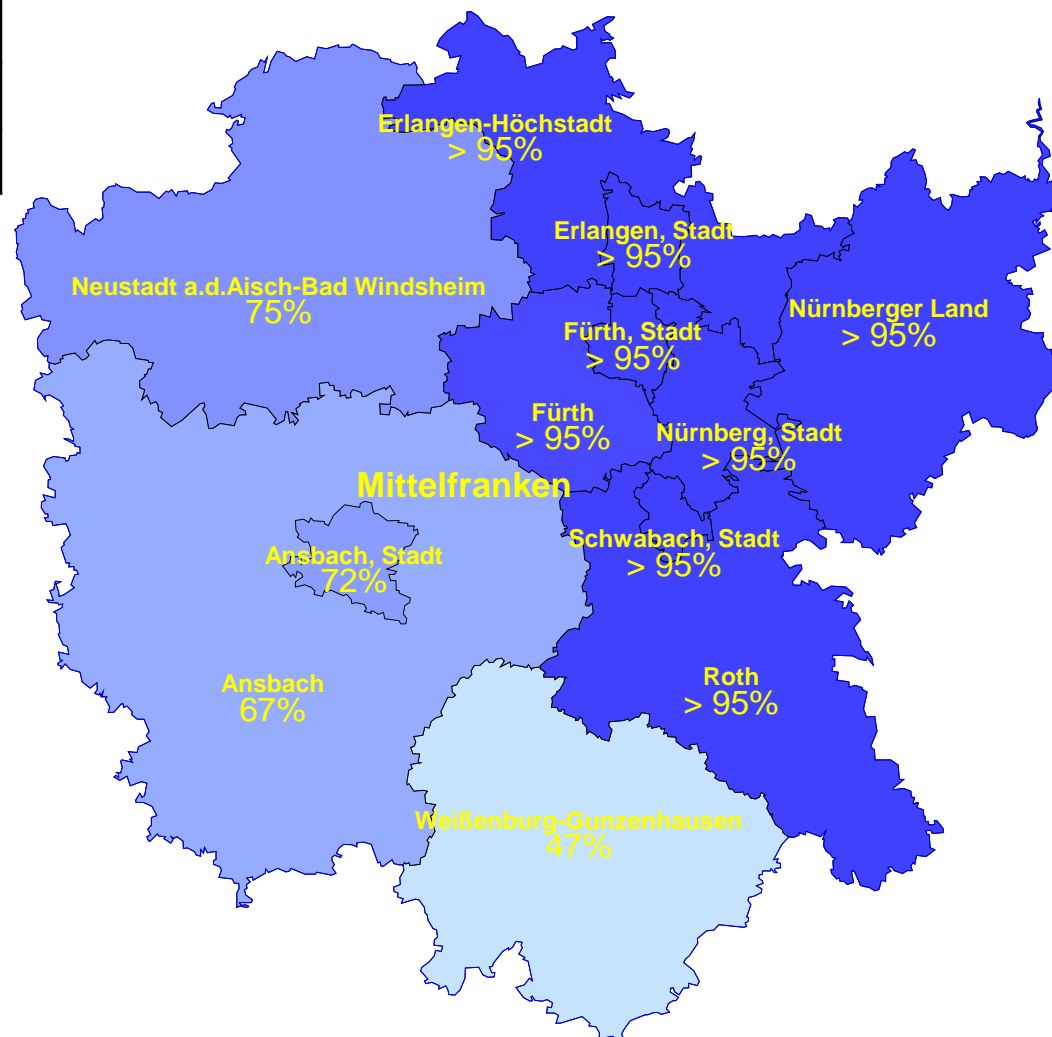 Erlangen-Höchstadt
> 95%
Erlangen, Stadt
> 95%
Neustadt a.d.Aisch-Bad Windsheim
75%
Nürnberger Land
> 95%
Fürth, Stadt
> 95%
Fürth
> 95%
Nürnberg, Stadt
> 95%
Mittelfranken
Ansbach, Stadt
72%
Schwabach, Stadt
> 95%
Ansbach
67%
Roth
> 95%
Weißenburg-Gunzenhausen
47%